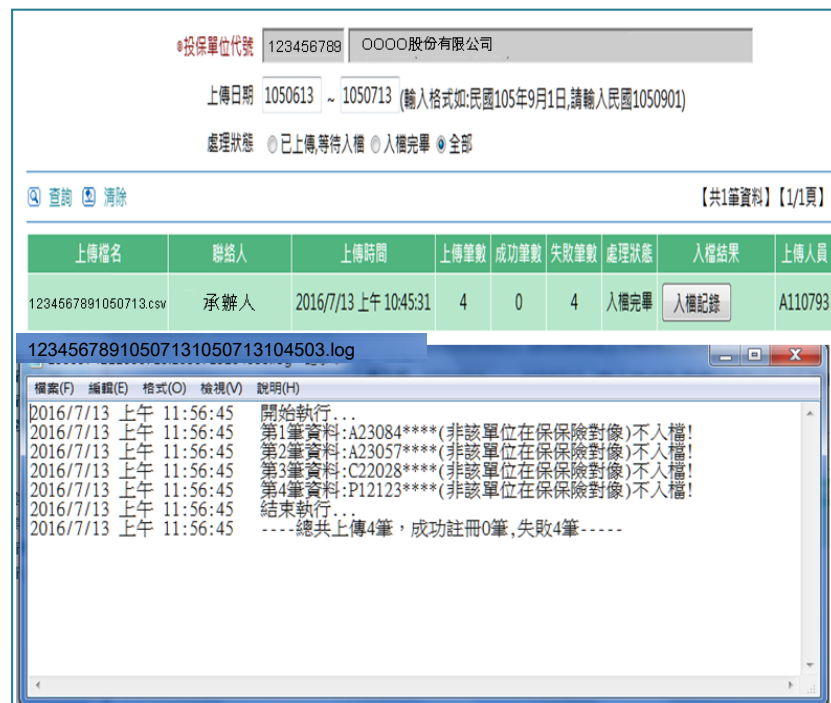 投保單位代號 123456789 OOOO股份有限公司
上傳日期 1050613 ~ 1050713 (輸入格式如:民國105年9月1日,請輸入民國1050901)
處理狀態 已上傳,等待入檔 入檔完畢 全部
查詢 清除 【共1筆資料】【1/1頁】
上傳檔名 聯絡人 上傳時間 上傳筆數 成功筆數 失敗筆數 處理狀態 入檔結果 上傳人員
1234567891050713.csv 承辦人 2016/7/13 上午 10:45:31 4 0 4 入檔完畢 入檔記錄 A110793
12345678910507131050713104503.log
檔案(F) 編輯(E) 格式(O) 檢視(V) 說明(H)
2016/7/13 上午 11:56:45 開始執行...
2016/7/13 上午 11:56:45 第1筆資料:A23084****(非該單位在保保險對像)不入檔!
2016/7/13 上午 11:56:45 第2筆資料:A23057****(非該單位在保保險對像)不入檔!
2016/7/13 上午 11:56:45 第3筆資料:C22028****(非該單位在保保險對像)不入檔!
2016/7/13 上午 11:56:45 第4筆資料:P12123****(非該單位在保保險對像)不入檔!
2016/7/13 上午 11:56:45 結束執行...
2016/7/13 上午 11:56:45 ----總共上傳4筆，成功註冊0筆,失敗4筆-----